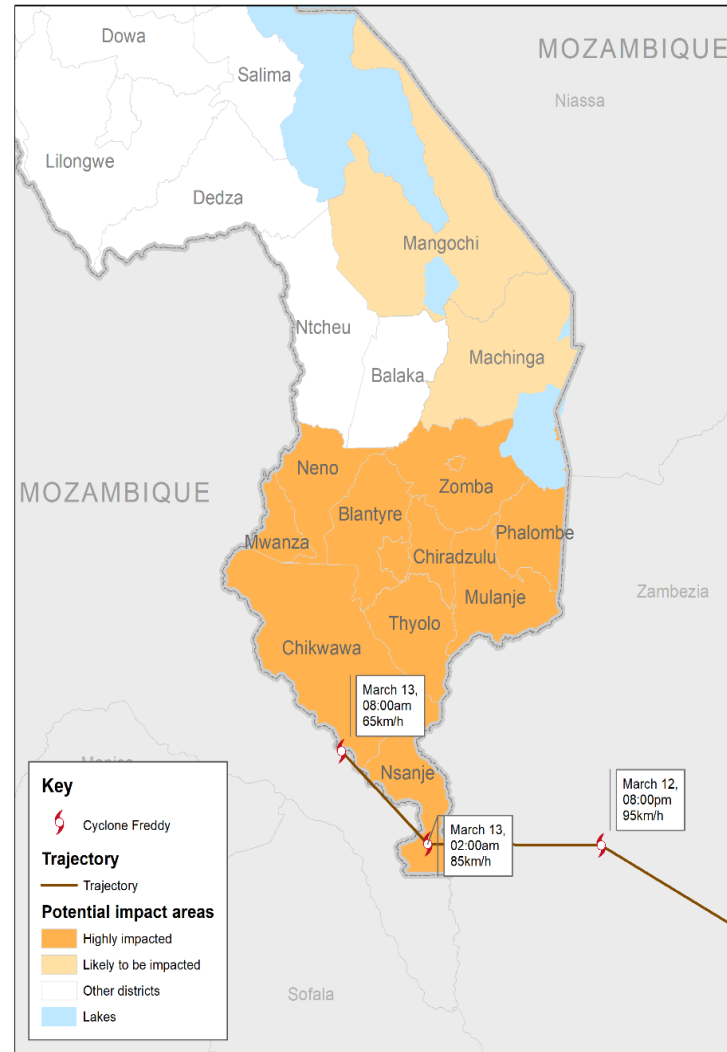 Dowa
MOZAMBIQUE
Salima
Niassa
Lilongwe
Dedza
Mangochi
Ntcheu
Machinga
Balaka
Neno
Zomba
MOZAMBIQUE
Blantyre
Phalombe
Mwanza
Chiradzulu
Zambezia
Mulanje
Thyolo
Chikwawa
March 13,
08:00am
65km/h
Nsanje
March 12,
08:00pm
95km/h
March 13,
02:00am
85km/h
Sofala
Key
Cyclone Freddy
Trajectory
Trajectory
Potential impact areas
Highly impacted
Likely to be impacted
Other districts
Lakes